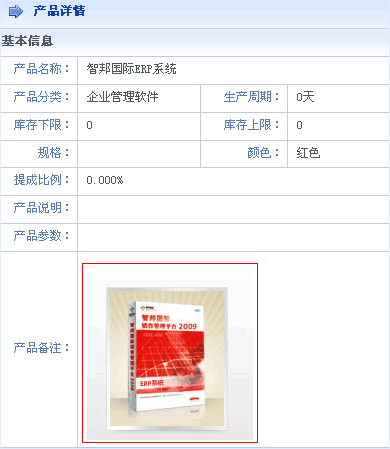 产品详情
基本信息
产品名称： 智邦国际ERP系统
产品分类： 企业管理软件 生产周期： 0天
库存下限： 0 库存上限： 0
规格： 颜色： 红色
提成比例： 0.000%
产品说明：
产品参数：
产品备注：
智邦国际
销售管理平台 2009
ERP系统